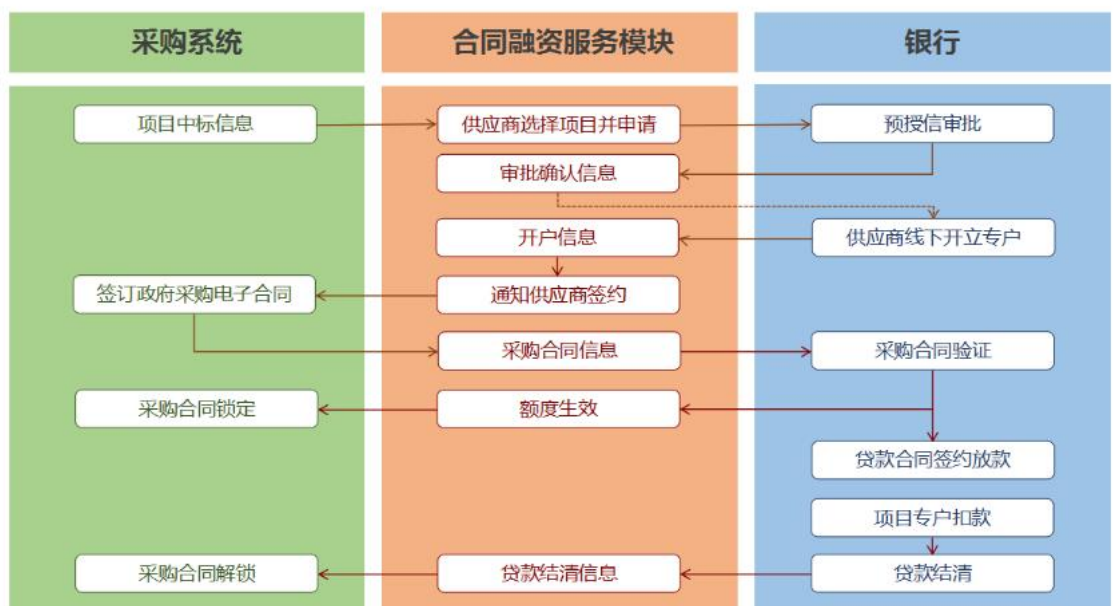 采购系统
合同融资服务模块
银行
项目中标信息
供应商选择项目并申请
预授信审批
审批确认信息
开户信息
供应商线下开立专户
签订政府采购电子合同
通知供应商签约
采购合同信息
采购合同验证
采购合同锁定
额度生效
贷款合同签约放款
项目专户扣款
采购合同解锁
贷款结清信息
贷款结清